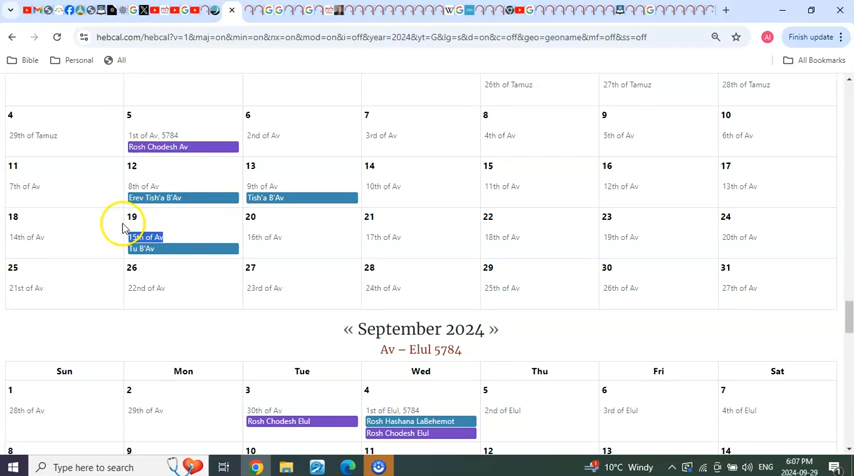 hebcal.com/hebcal?v=1&maj=on&min=on&nx=on&mod=on&i=off&year=2024&yt=G&lg=s&d=on&c=off&geo=geoname&mf=off&ss=off
AI
Finish update
Bible
Personal
All
All Bookmarks
26th of Tamuz 27th of Tamuz 28th of Tamuz
4 5 6 7 8 9 10
29th of Tamuz 1st of Av, 5784 2nd of Av 3rd of Av 4th of Av 5th of Av 6th of Av
Rosh Chodesh Av
11 12 13 14 15 16 17
7th of Av 8th of Av 9th of Av 10th of Av 11th of Av 12th of Av 13th of Av
Erev Tish'a B'Av Tish'a B'Av
18 19 20 21 22 23 24
14th of Av 15th of Av 16th of Av 17th of Av 18th of Av 19th of Av 20th of Av
Tu B'Av
25 26 27 28 29 30 31
21st of Av 22nd of Av 23rd of Av 24th of Av 25th of Av 26th of Av 27th of Av
« September 2024 »
Av – Elul 5784
Sun Mon Tue Wed Thu Fri Sat
1 2 3 4 5 6 7
28th of Av 29th of Av 30th of Av 1st of Elul, 5784 2nd of Elul 3rd of Elul 4th of Elul
Rosh Chodesh Elul Rosh Hashana LaBehemot
Rosh Chodesh Elul
8 9 10 11 12 13 14
Type here to search
10°C Windy
ENG
6:07 PM
2024-09-29